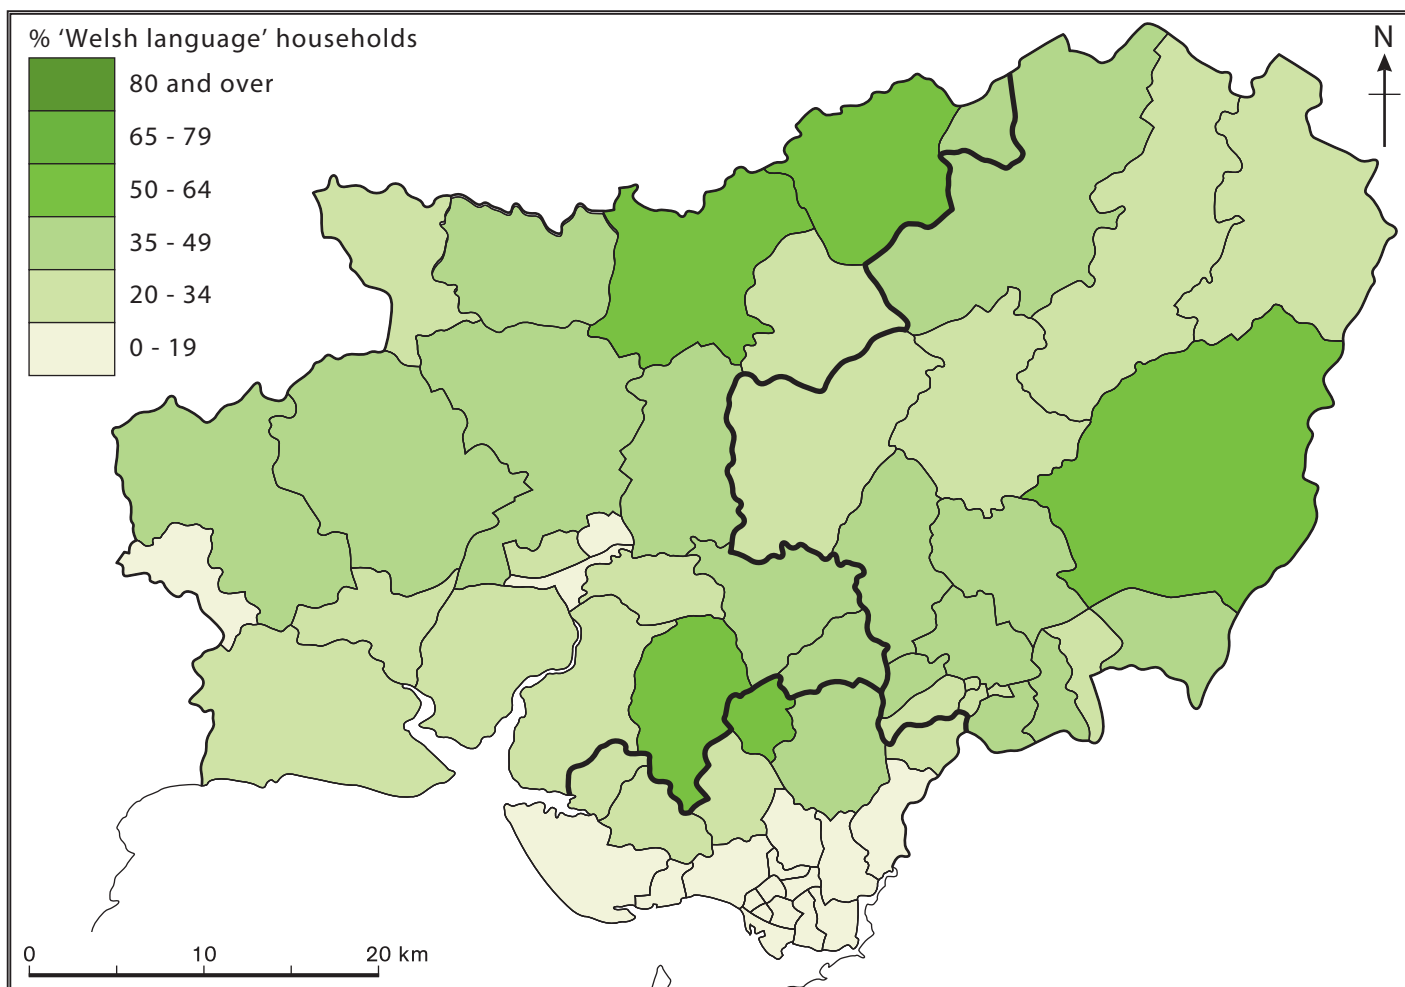 % ‘Welsh language’ households
80 and over
65 - 79
50 - 64
35 - 49
20 - 34
0 - 19
N
0 10 20 km